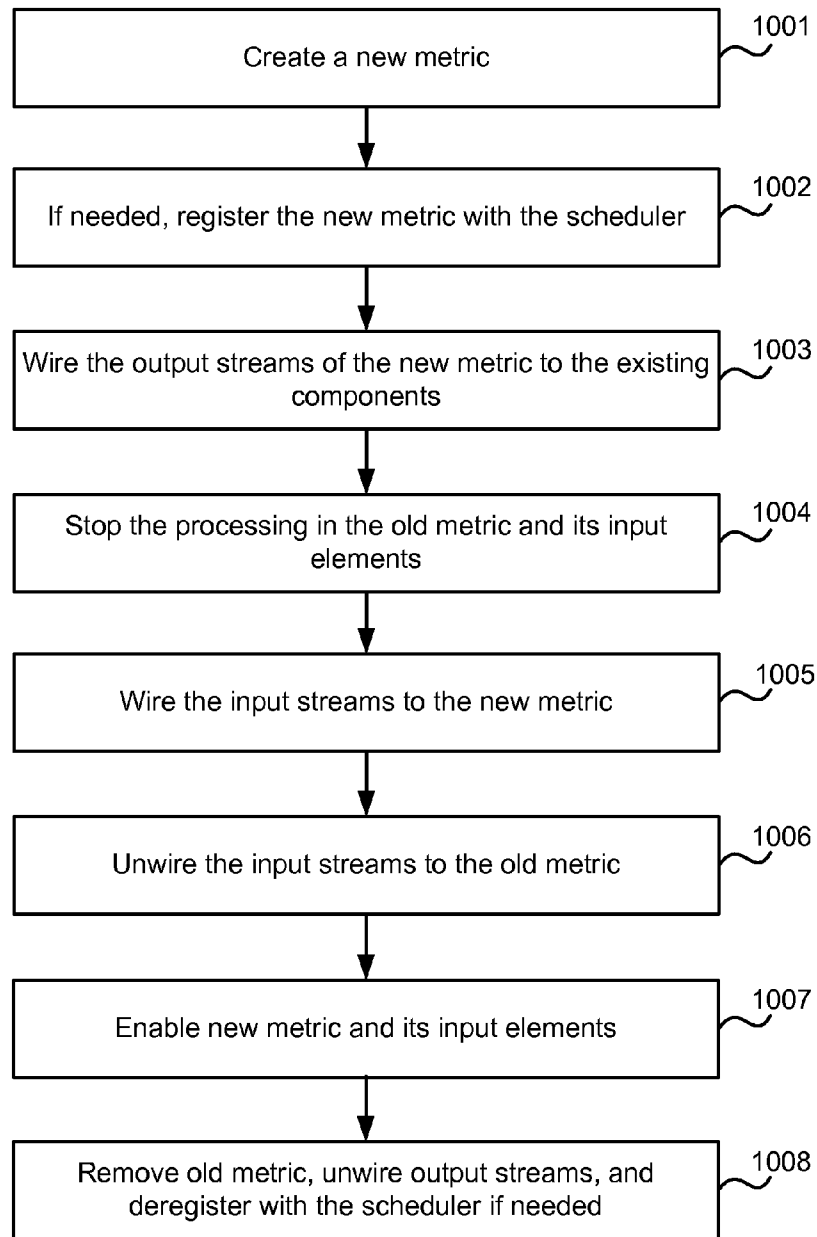 1001
Create a new metric
1002
If needed, register the new metric with the scheduler
1003
Wire the output streams of the new metric to the existing
components
1004
Stop the processing in the old metric and its input
elements
1005
Wire the input streams to the new metric
1006
Unwire the input streams to the old metric
1007
Enable new metric and its input elements
1008
Remove old metric, unwire output streams, and
deregister with the scheduler if needed